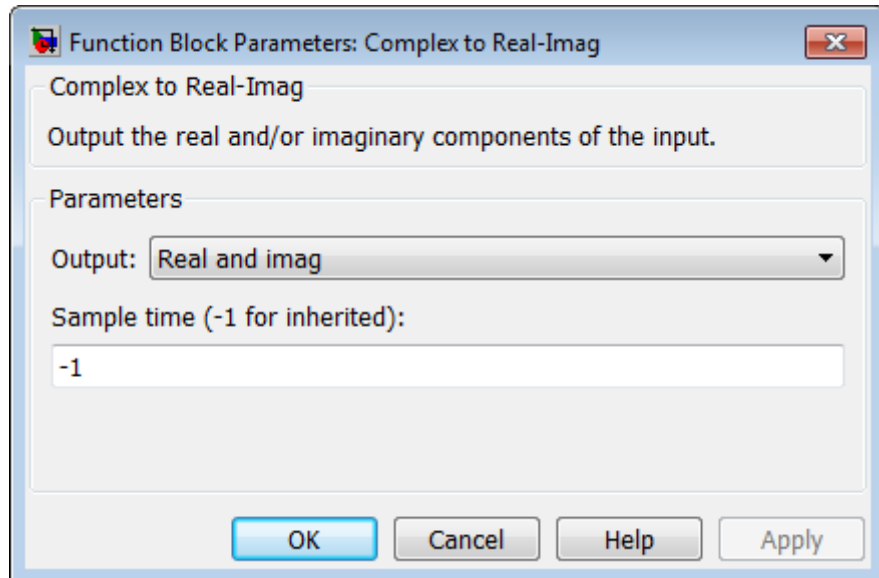 Function Block Parameters: Complex to Real-Imag
Complex to Real-Imag
Output the real and/or imaginary components of the input.
Parameters
Output: Real and imag
Sample time (-1 for inherited):
-1
OK Cancel Help Apply